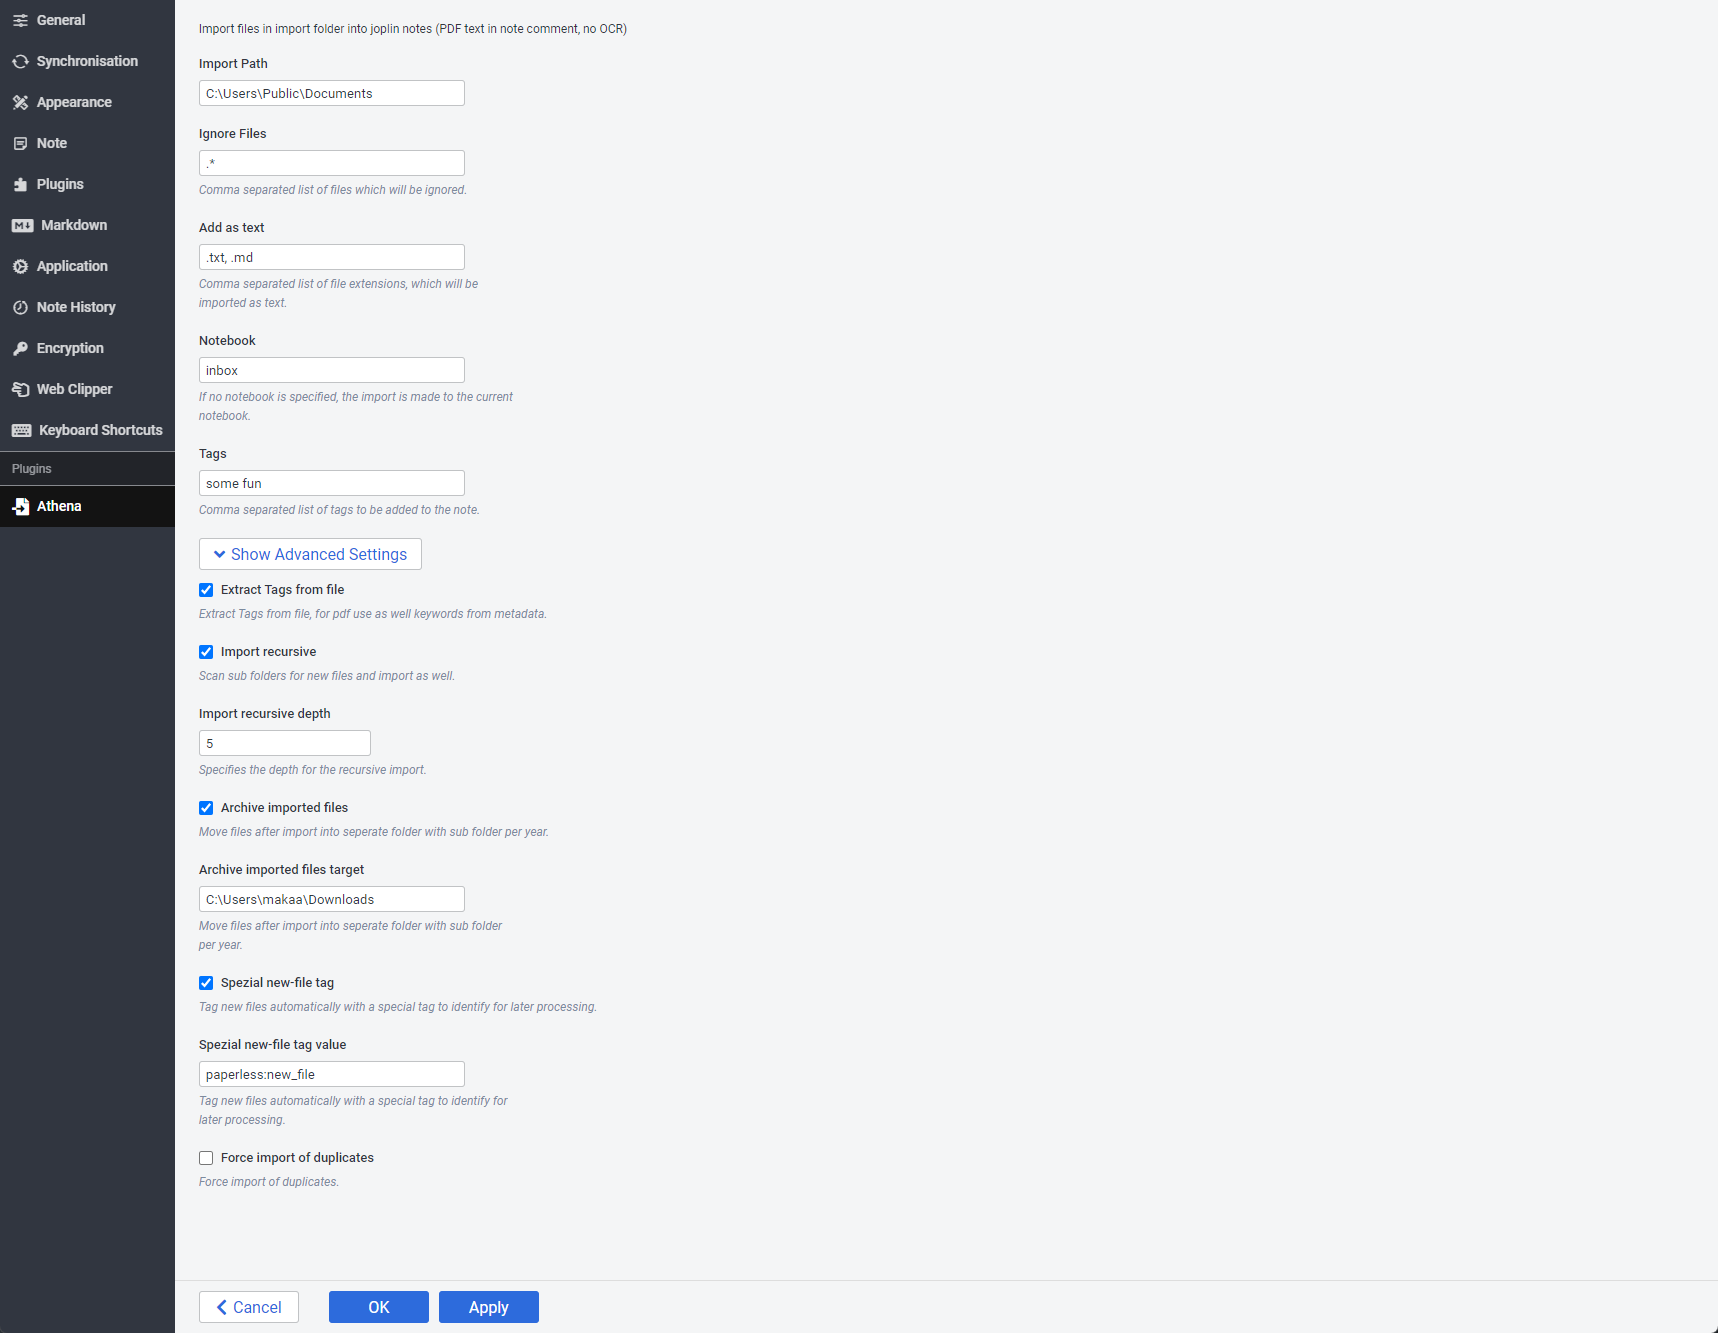 General
Synchronisation
Appearance
Note
Plugins
Markdown
Application
Note History
Encryption
Web Clipper
Keyboard Shortcuts
Plugins
Athena
Import files in import folder into joplin notes (PDF text in note comment, no OCR)
Import Path
C:\Users\Public\Documents
Ignore Files
.*
Comma separated list of files which will be ignored.
Add as text
.txt, .md
Comma separated list of file extensions, which will be
imported as text.
Notebook
inbox
If no notebook is specified, the import is made to the current
notebook.
Tags
some fun
Comma separated list of tags to be added to the note.
Show Advanced Settings
Extract Tags from file
Extract Tags from file, for pdf use as well keywords from metadata.
Import recursive
Scan sub folders for new files and import as well.
Import recursive depth
5
Specifies the depth for the recursive import.
Archive imported files
Move files after import into seperate folder with sub folder per year.
Archive imported files target
C:\Users\makaa\Downloads
Move files after import into seperate folder with sub folder
per year.
Spezial new-file tag
Tag new files automatically with a special tag to identify for later processing.
Spezial new-file tag value
paperless:new_file
Tag new files automatically with a special tag to identify for
later processing.
Force import of duplicates
Force import of duplicates.
Cancel
OK
Apply